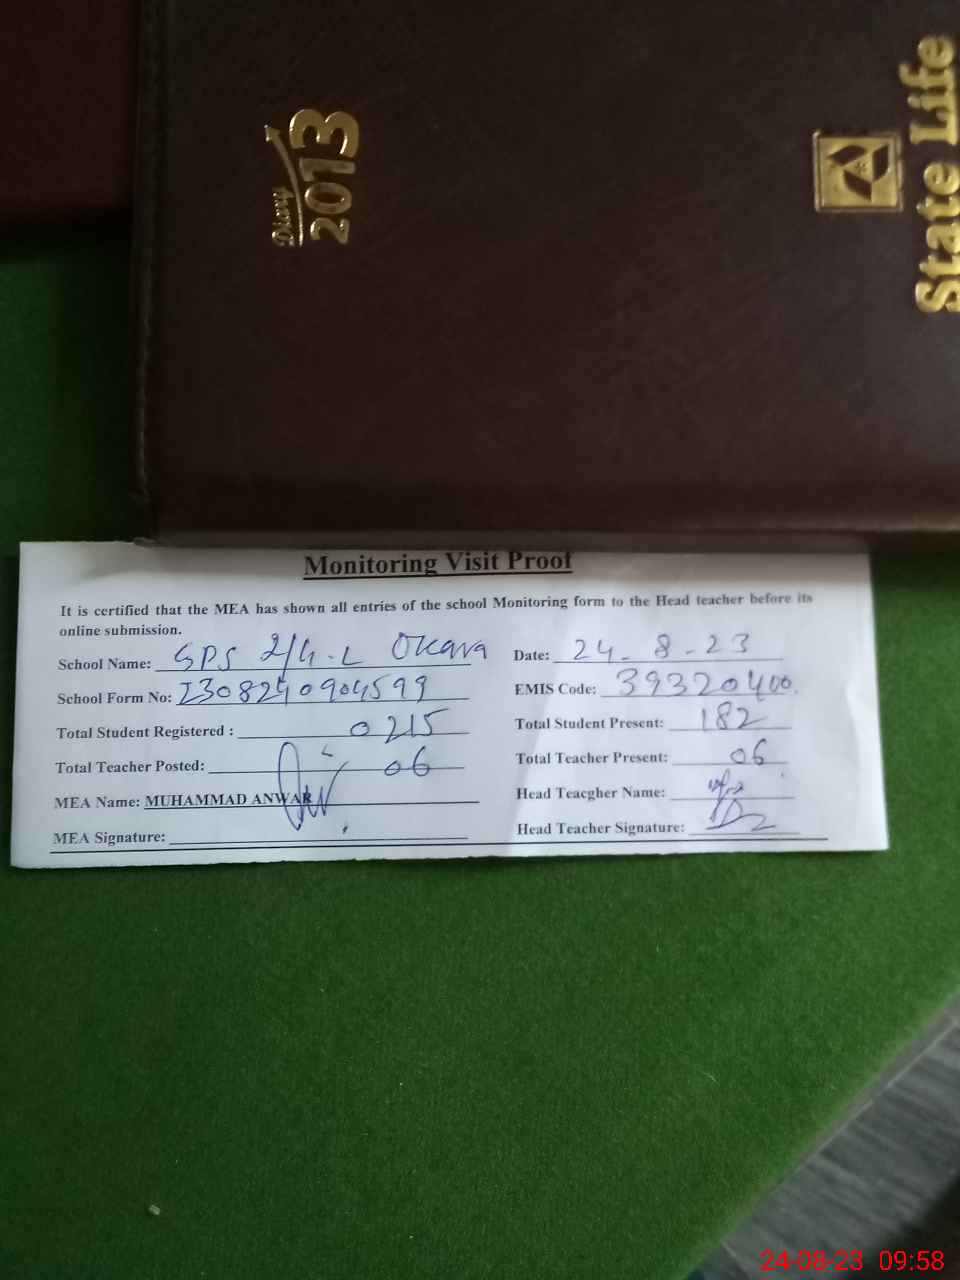 Diary
2013
State Life
Monitoring Visit Proof
It is certified that the MEA has shown all entries of the school Monitoring form to the Head teacher before its
online submission.
School Name: GPS 2/4-L Okara
Date: 24-8-23
School Form No: I308240904599
EMIS Code: 39320400
Total Student Registered : 0215
Total Student Present: 182
Total Teacher Posted: 06
Total Teacher Present: 06
MEA Name: MUHAMMAD ANWAR
Head Teacgher Name:
MEA Signature:
Head Teacher Signature:
24-08-23 09:58